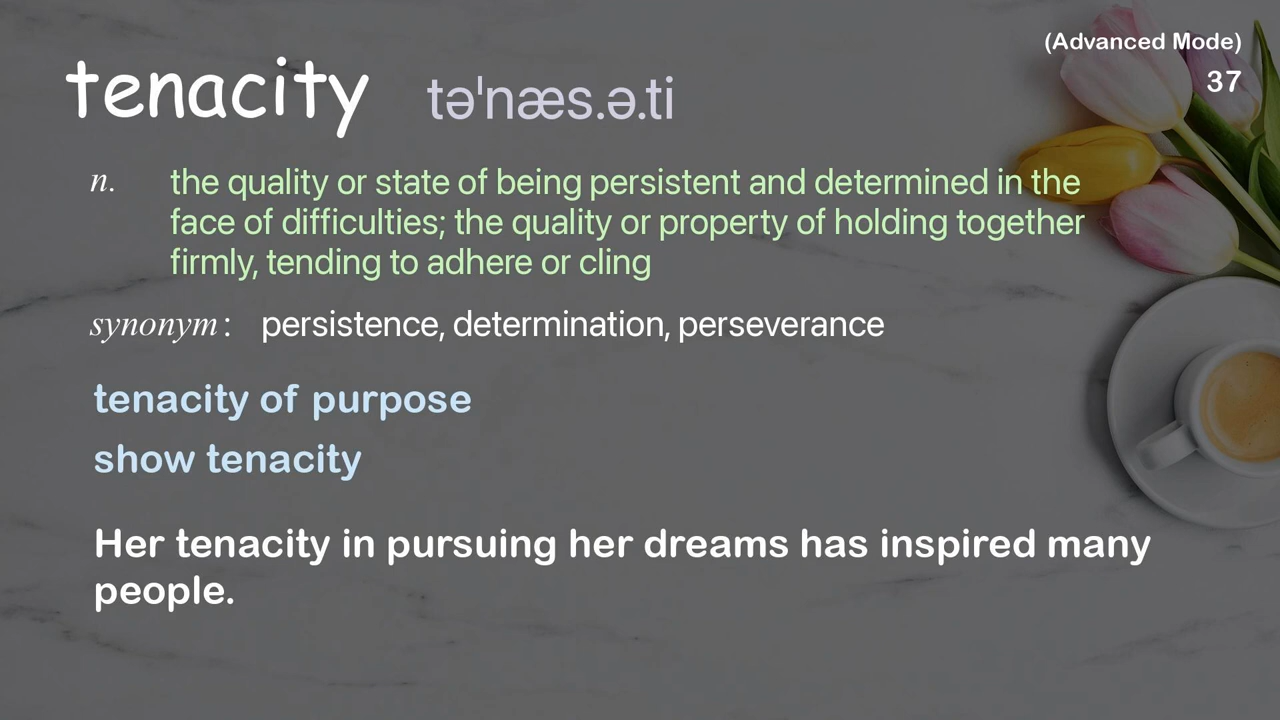 (Advanced Mode)
tenacity təˈnæs.ə.ti
37
n. the quality or state of being persistent and determined in the
face of difficulties; the quality or property of holding together
firmly, tending to adhere or cling
synonym: persistence, determination, perseverance
tenacity of purpose
show tenacity
Her tenacity in pursuing her dreams has inspired many
people.